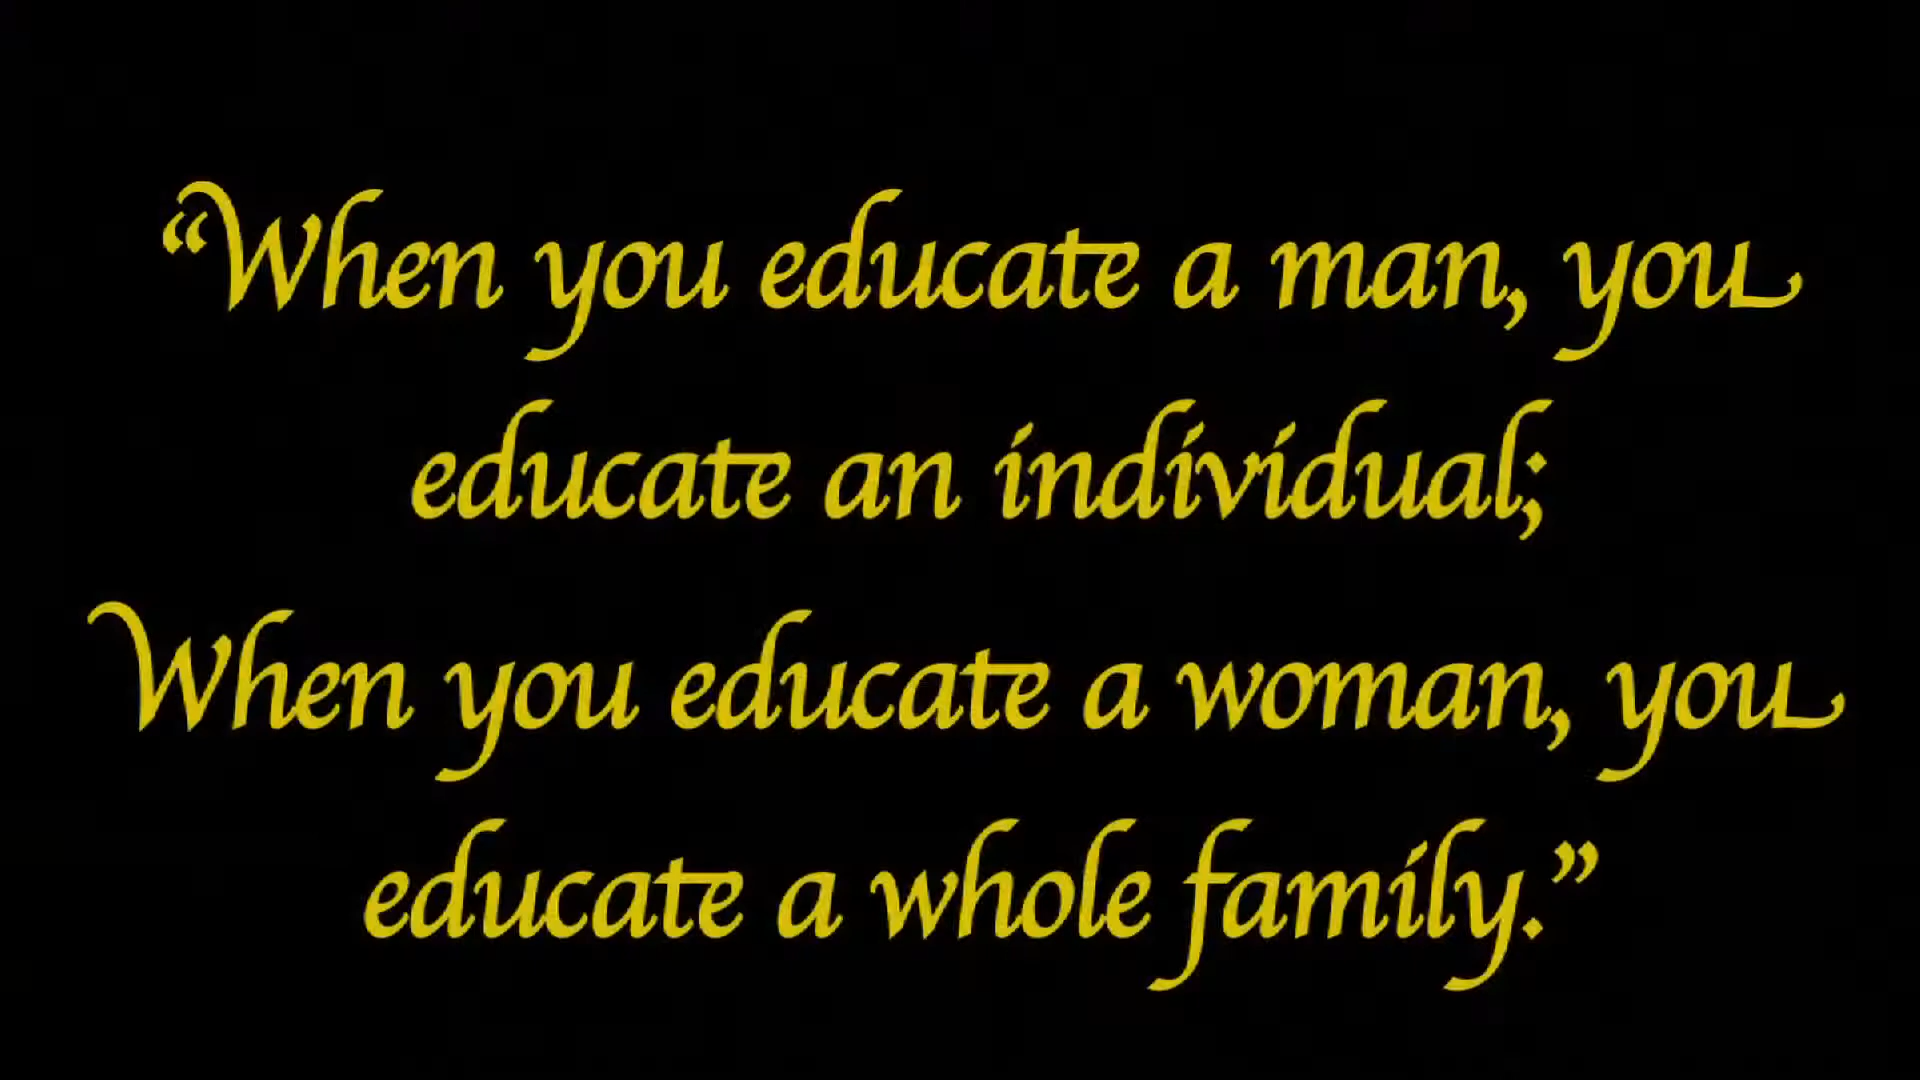 “When you educate a man, you
educate an individual;
When you educate a woman, you
educate a whole family.”